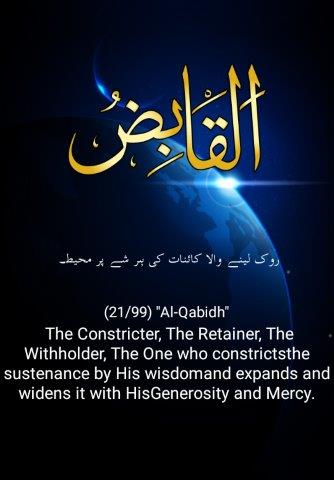 اَلْقَابِضُ
روک لینے والا کائنات کی ہر شے پر محیط۔
(21/99) "Al-Qabidh"
The Constricter, The Retainer, The
Withholder, The One who constrictsthe
sustenance by His wisdomand expands and
widens it with HisGenerosity and Mercy.